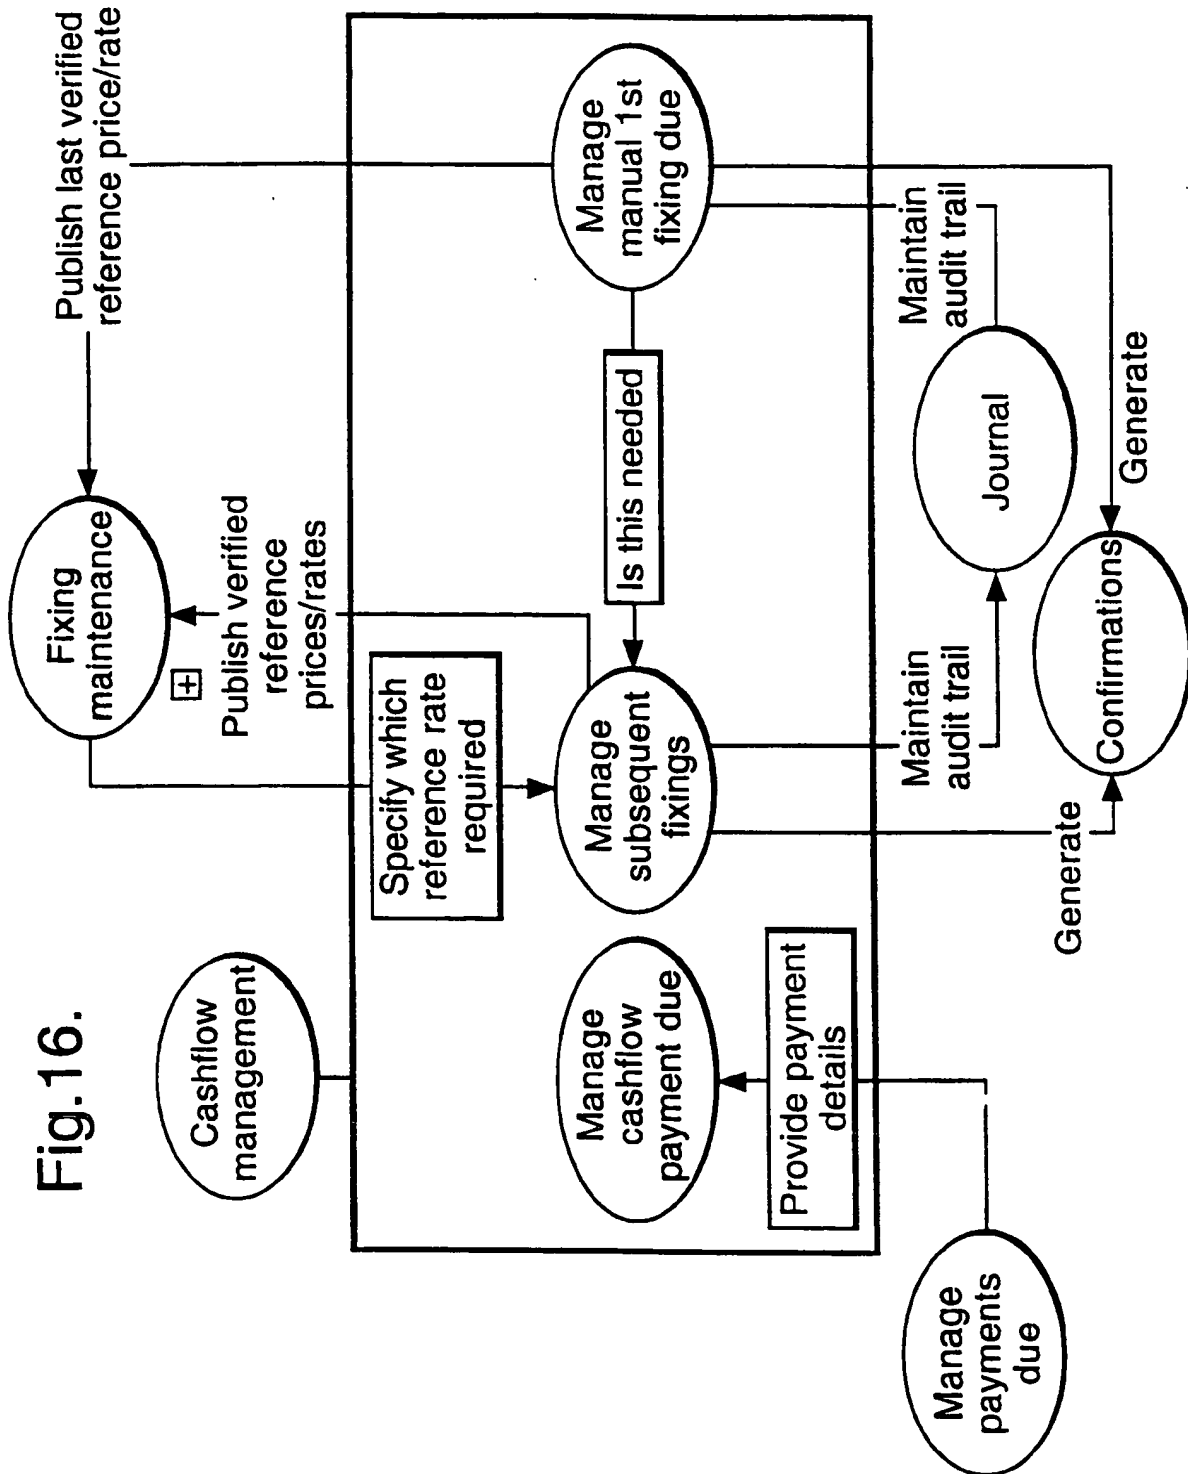 Fig.16.
Cashflow
management
Fixing
maintenance
Publish last verified
reference price/rate
+
Publish verified
reference
prices/rates
Specify which
reference rate
required
Manage
cashflow
payment due
Manage
subsequent
fixings
Is this needed
Manage
manual 1st
fixing due
Provide payment
details
Manage
payments
due
Maintain
audit trail
Maintain
audit trail
Journal
Generate
Confirmations
Generate